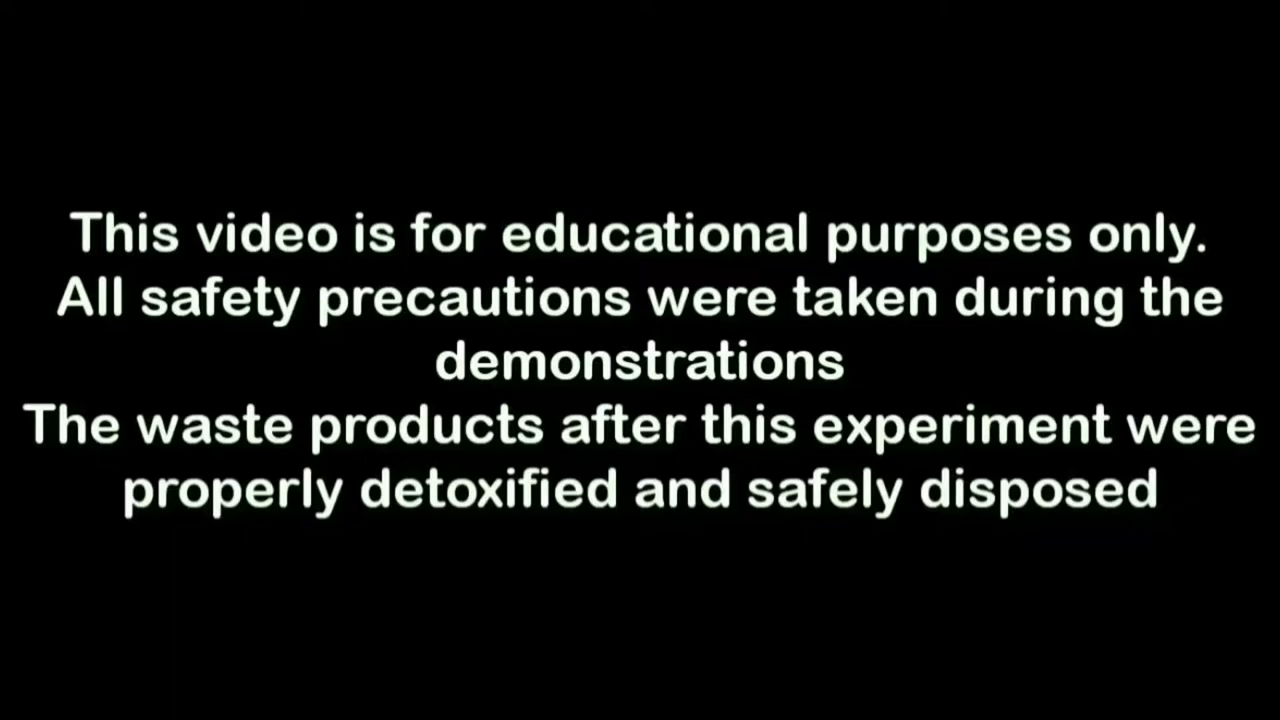 This video is for educational purposes only.
All safety precautions were taken during the
demonstrations
The waste products after this experiment were
properly detoxified and safely disposed